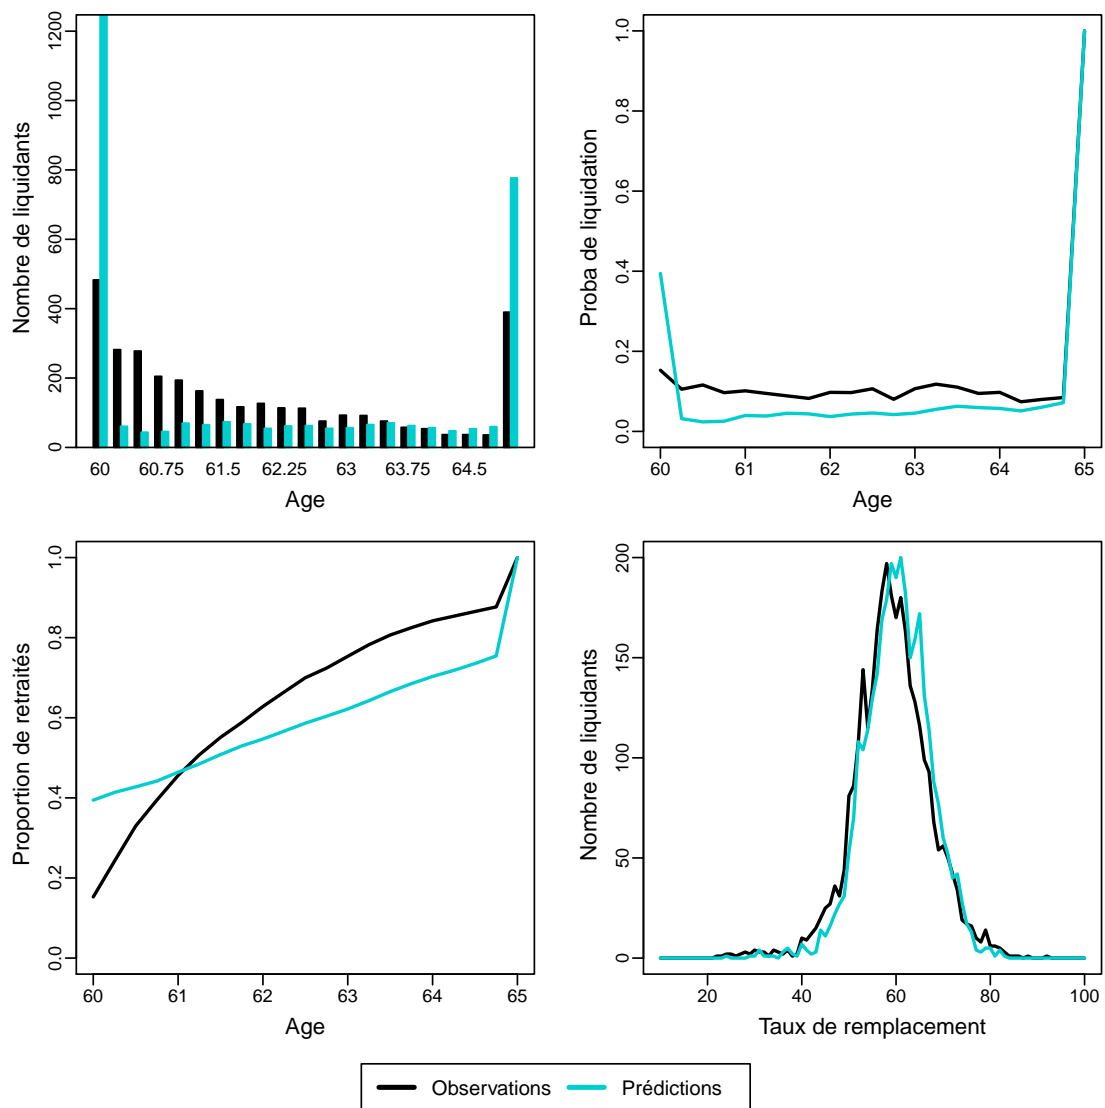 Nombre de liquidants
0 200 400 600 800 1000 1200
60 60.75 61.5 62.25 63 63.75 64.5
Age
Proba de liquidation
0.0 0.2 0.4 0.6 0.8 1.0
60 61 62 63 64 65
Age
Proportion de retraités
0.0 0.2 0.4 0.6 0.8 1.0
60 61 62 63 64 65
Age
Nombre de liquidants
0 50 100 150 200
20 40 60 80 100
Taux de remplacement
Observations Prédictions